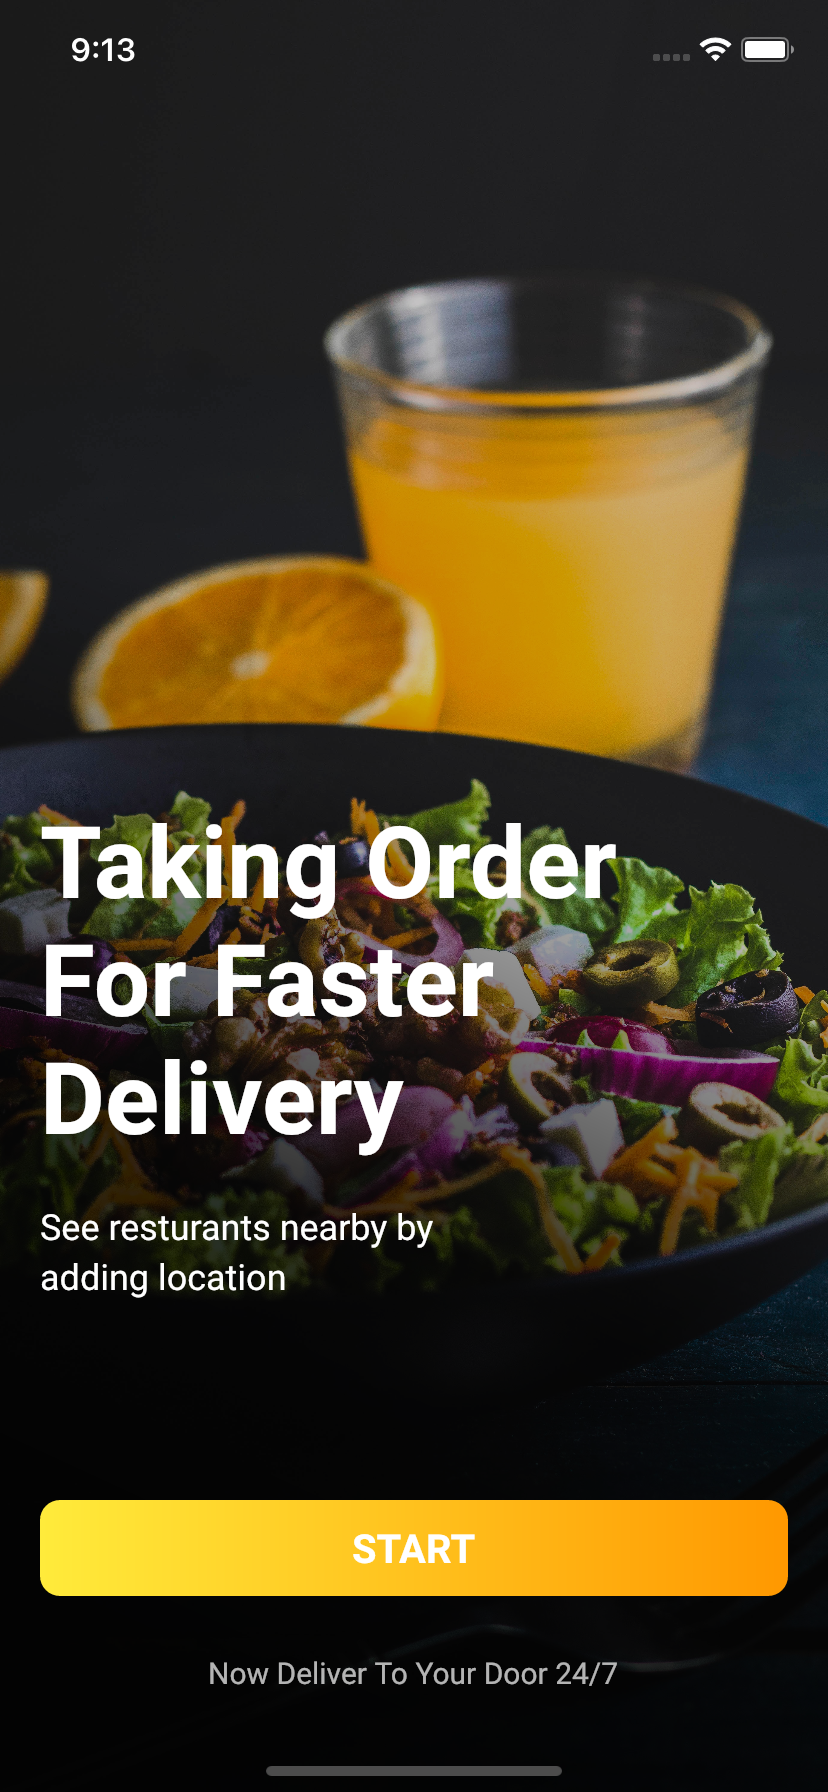 9:13
Taking Order
For Faster
Delivery
See resturants nearby by
adding location
START
Now Deliver To Your Door 24/7